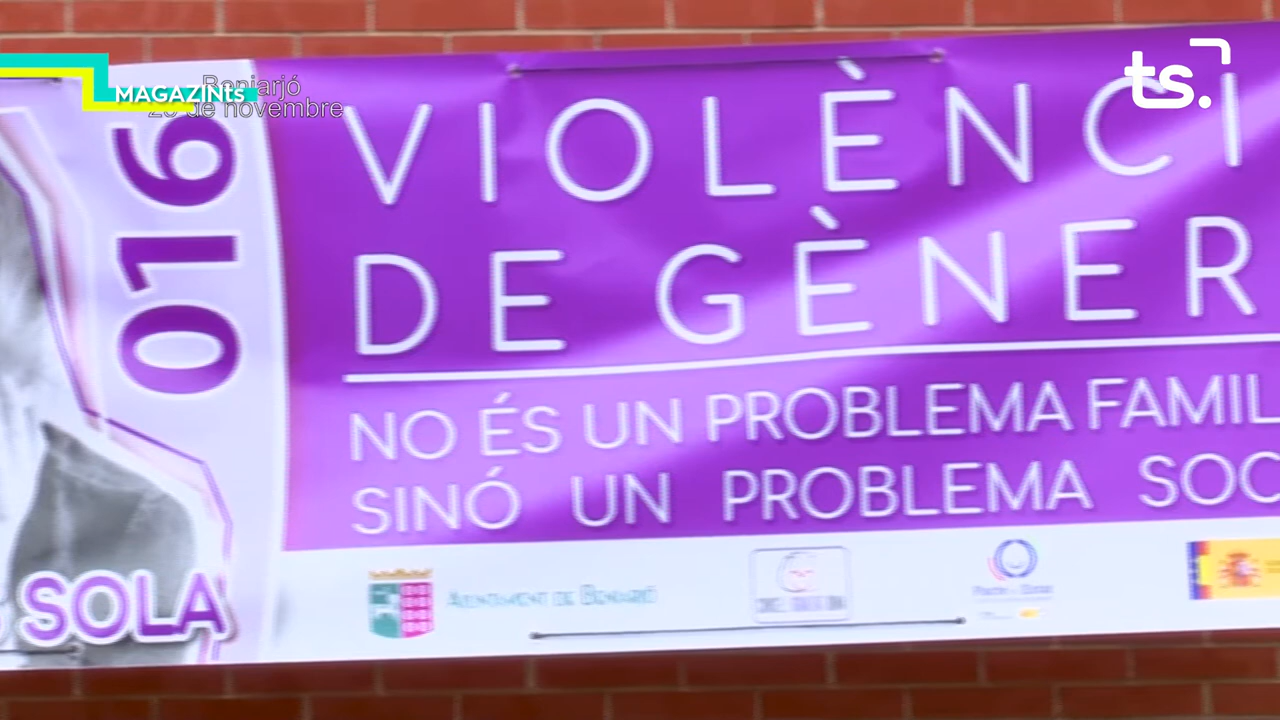 Beniarjó
MAGAZINts
25 de novembre
ts.
016
VIOLÈNCI
DE GÈNER
NO ÉS UN PROBLEMA FAMIL
SINÓ UN PROBLEMA SOC
SOLA
AJUNTAMENT DE BENIARJÓ